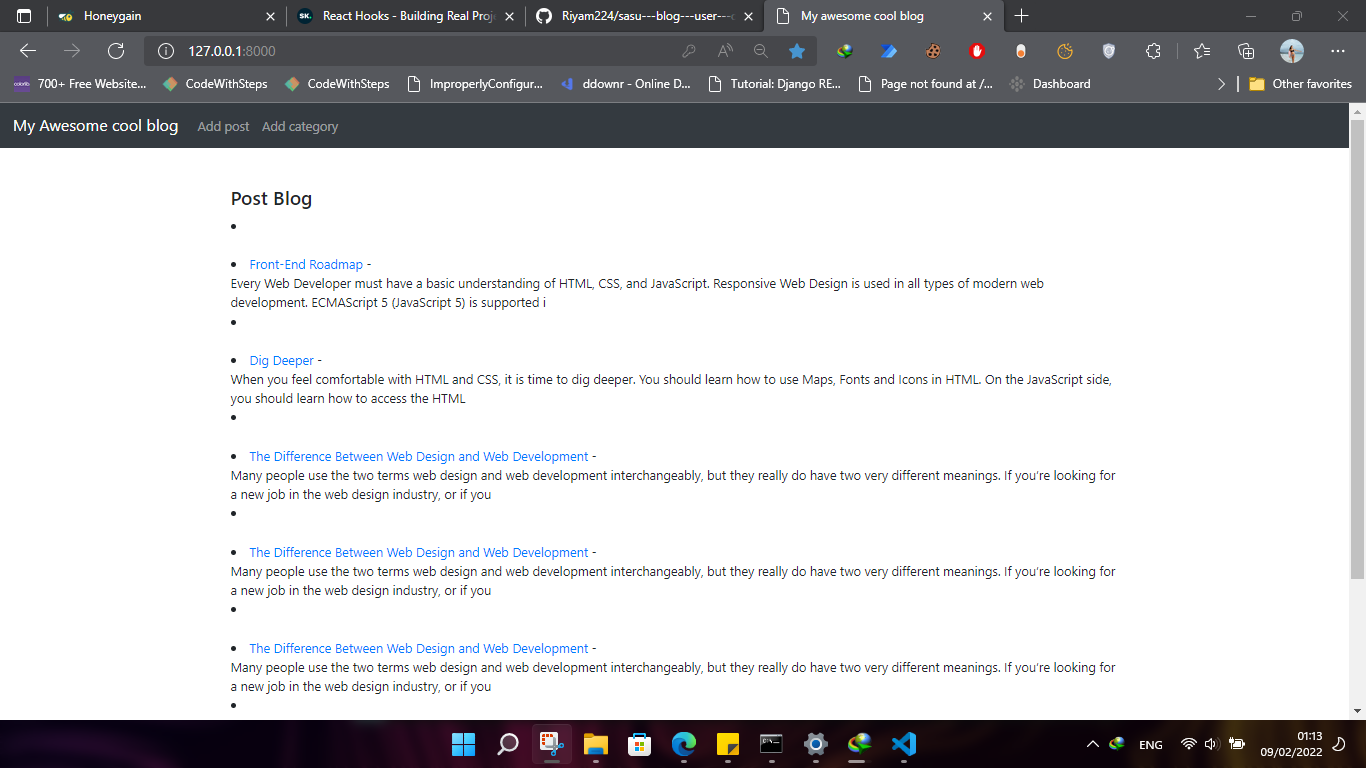 Honeygain
React Hooks - Building Real Proj
Riyam224/sasu---blog---user---c
My awesome cool blog
127.0.0.1:8000
700+ Free Website...
CodeWithSteps
CodeWithSteps
ImproperlyConfigur...
ddownr - Online D...
Tutorial: Django RE...
Page not found at /...
Dashboard
Other favorites
My Awesome cool blog
Add post
Add category
Post Blog
Front-End Roadmap -
Every Web Developer must have a basic understanding of HTML, CSS, and JavaScript. Responsive Web Design is used in all types of modern web
development. ECMAScript 5 (JavaScript 5) is supported i
Dig Deeper -
When you feel comfortable with HTML and CSS, it is time to dig deeper. You should learn how to use Maps, Fonts and Icons in HTML. On the JavaScript side,
you should learn how to access the HTML
The Difference Between Web Design and Web Development -
Many people use the two terms web design and web development interchangeably, but they really do have two very different meanings. If you’re looking for
a new job in the web design industry, or if you
The Difference Between Web Design and Web Development -
Many people use the two terms web design and web development interchangeably, but they really do have two very different meanings. If you’re looking for
a new job in the web design industry, or if you
The Difference Between Web Design and Web Development -
Many people use the two terms web design and web development interchangeably, but they really do have two very different meanings. If you’re looking for
a new job in the web design industry, or if you
ENG
01:13
09/02/2022